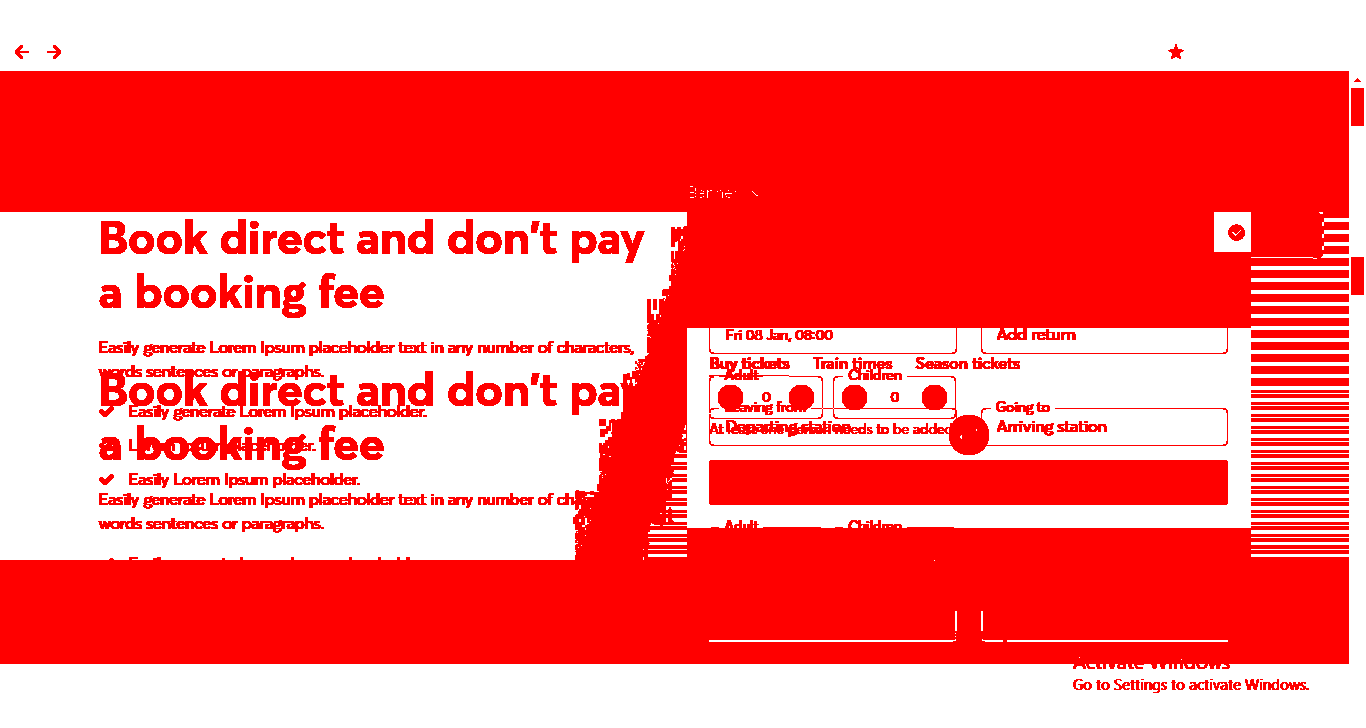 Banner
Book direct and don't pay
a booking fee
Easily generate Lorem Ipsum placeholder text in any number of characters,
words sentences or paragraphs.
Book direct and don't pay
Easily generate Lorem Ipsum placeholder.
a booking fee
Lorem Ipsum placeholder.
Easily Lorem Ipsum placeholder.
Easily generate Lorem Ipsum placeholder text in any number of
words sentences or paragraphs.
Fri 08 Jan, 08:00
Add return
Buy tickets Train times Season tickets
Adult
Children
0
0
Leaving from
Going to
At least one person needs to be added
Departing station
Arriving station
Adult
Children
Activate Windows
Go to Settings to activate Windows.